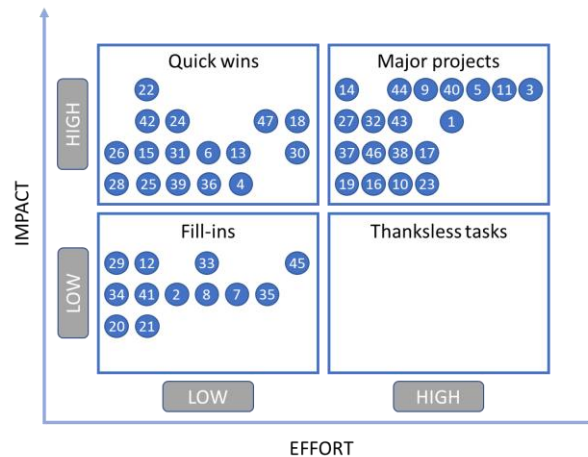 Quick wins
Major projects
22
14 44 9 40 5 11 3
42 24 47 18
27 32 43 1
26 15 31 6 13 30
37 46 38 17
28 25 39 36 4
19 16 10 23
Fill-ins
Thanksless tasks
29 12 33 45
34 41 2 8 7 35
20 21
IMPACT
HIGH
LOW
LOW
HIGH
EFFORT